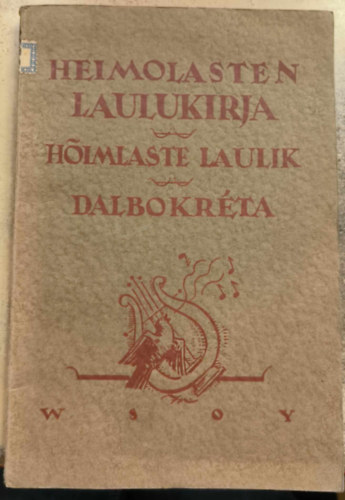 HEIMOLASTEN
LAULUKIRJA
HÕIMLASTE LAULIK
DALBOKRÉTA
W S O Y